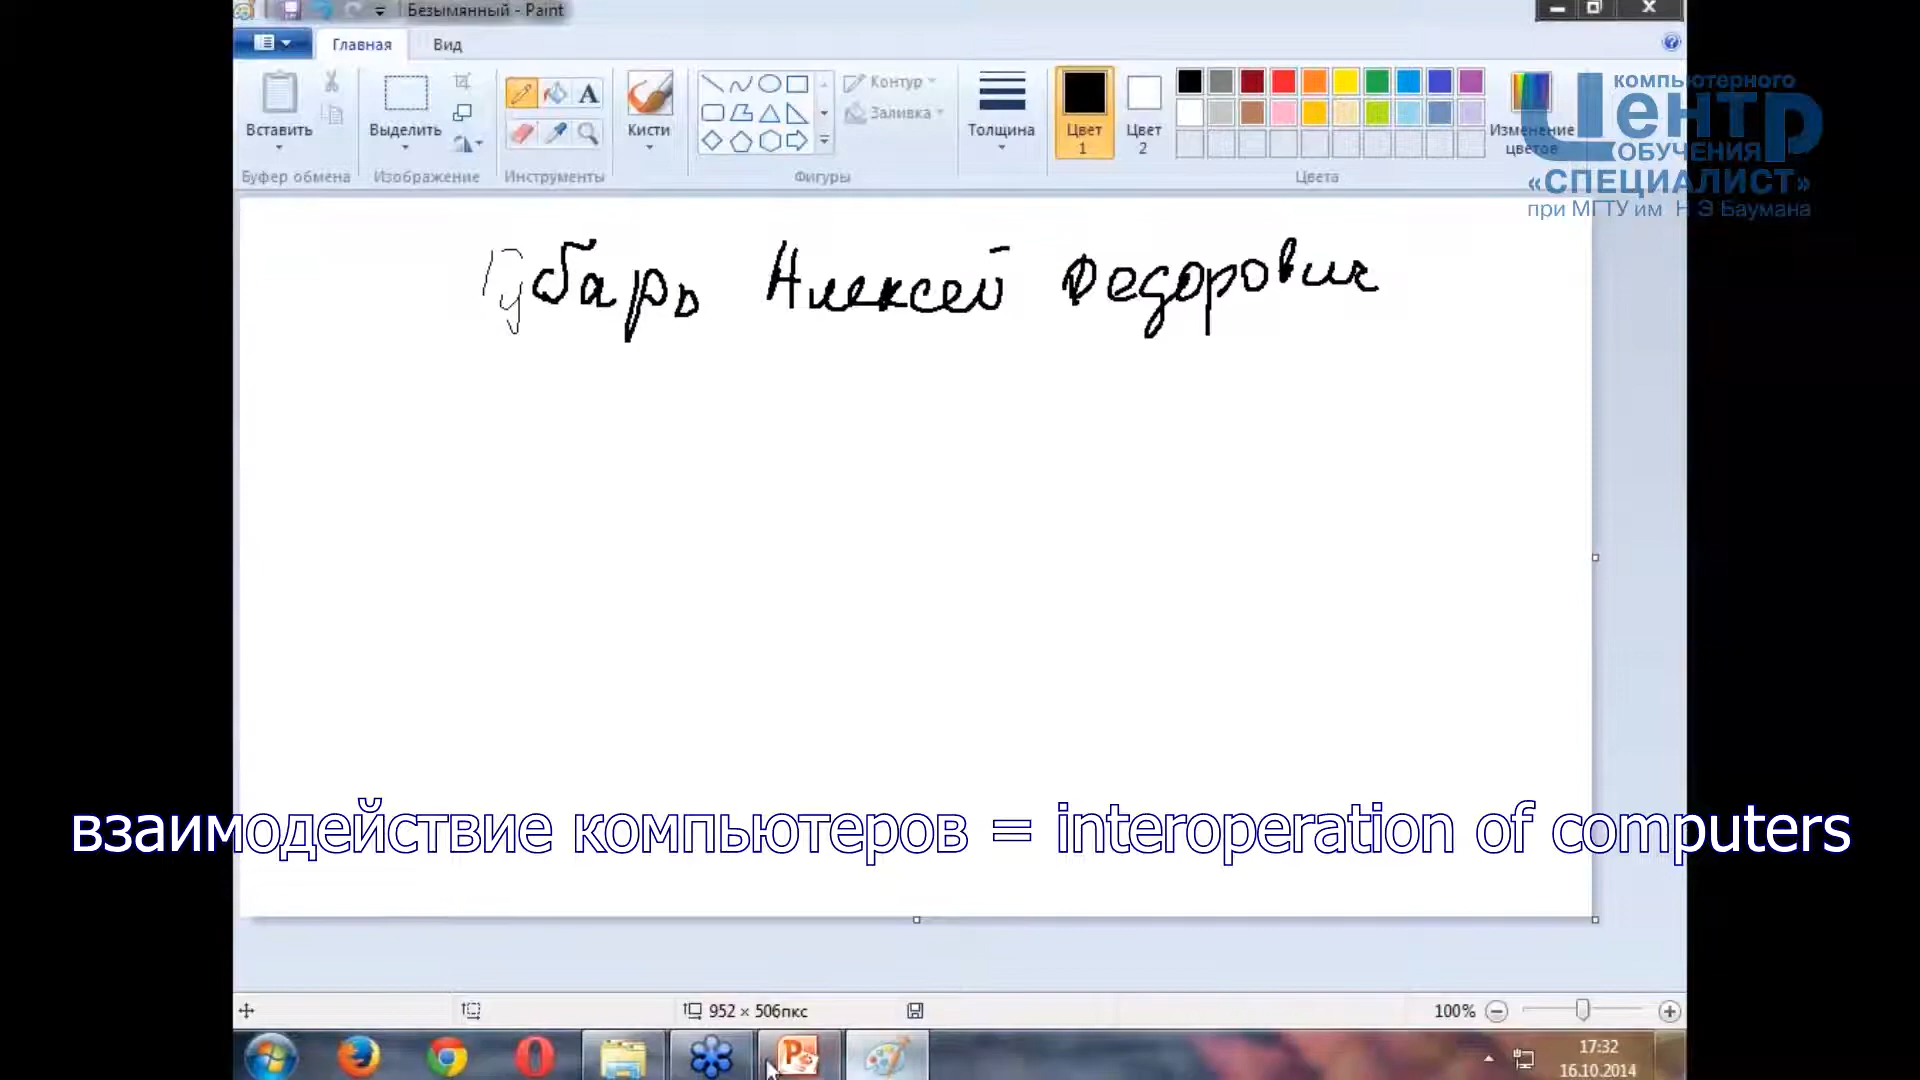 Безымянный - Paint
Главная Вид
Вставить
Выделить
Кисти
Контур
Заливка
Толщина
Цвет 1
Цвет 2
Изменение цветов
Буфер обмена Изображение Инструменты Фигуры Цвета
компьютерного
Центр
ОБУЧЕНИЯ
«СПЕЦИАЛИСТ»
при МГТУ им Н Э Баумана
Губарь Алексей Федорович
взаимодействие компьютеров = interoperation of computers
952 × 506пкс
100%
17:32
16.10.2014